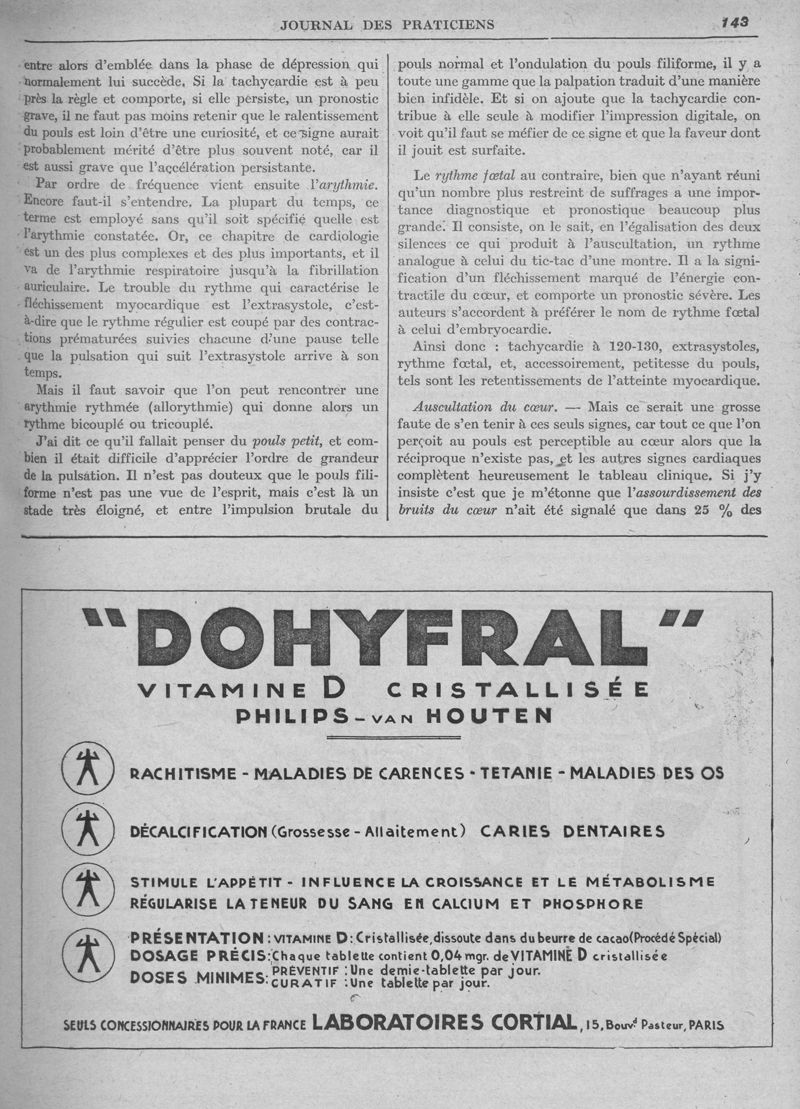 JOURNAL DES PRATICIENS
143
entre alors d'emblée dans la phase de dépression qui
normalement lui succède. Si la tachycardie est à peu
près la règle et comporte, si elle persiste, un pronostic
grave, il ne faut pas moins retenir que le ralentissement
du pouls est loin d'être une curiosité, et ce signe aurait
probablement mérité d'être plus souvent noté, car il
est aussi grave que l'accélération persistante.
Par ordre de fréquence vient ensuite l'arythmie.
Encore faut-il s'entendre. La plupart du temps, ce
terme est employé sans qu'il soit spécifié quelle est
l'arythmie constatée. Or, ce chapitre de cardiologie
est un des plus complexes et des plus importants, et il
va de l'arythmie respiratoire jusqu'à la fibrillation
auriculaire. Le trouble du rythme qui caractérise le
fléchissement myocardique est l'extrasystole, c'est-
à-dire que le rythme régulier est coupé par des contrac-
tions prématurées suivies chacune d'une pause telle
que la pulsation qui suit l'extrasystole arrive à son
temps.
Mais il faut savoir que l'on peut rencontrer une
arythmie rythmée (allorythmie) qui donne alors un
rythme bicouplé ou tricouplé.
J'ai dit ce qu'il fallait penser du pouls petit, et com-
bien il était difficile d'apprécier l'ordre de grandeur
de la pulsation. Il n'est pas douteux que le pouls fili-
forme n'est pas une vue de l'esprit, mais c'est là un
stade très éloigné, et entre l'impulsion brutale du
pouls normal et l'ondulation du pouls filiforme, il y a
toute une gamme que la palpation traduit d'une manière
bien infidèle. Et si on ajoute que la tachycardie con-
tribue à elle seule à modifier l'impression digitale, on
voit qu'il faut se méfier de ce signe et que la faveur dont
il jouit est surfaite.
Le rythme fœtal au contraire, bien que n'ayant réuni
qu'un nombre plus restreint de suffrages a une impor-
tance diagnostique et pronostique beaucoup plus
grande. Il consiste, on le sait, en l'égalisation des deux
silences ce qui produit à l'auscultation, un rythme
analogue à celui du tic-tac d'une montre. Il a la signi-
fication d'un fléchissement marqué de l'énergie con-
tractile du cœur, et comporte un pronostic sévère. Les
auteurs s'accordent à préférer le nom de rythme fœtal
à celui d'embryocardie.
Ainsi donc : tachycardie à 120-130, extrasystoles,
rythme fœtal, et, accessoirement, petitesse du pouls,
tels sont les retentissements de l'atteinte myocardique.
Auscultation du cœur. — Mais ce serait une grosse
faute de s'en tenir à ces seuls signes, car tout ce que l'on
perçoit au pouls est perceptible au cœur alors que la
réciproque n'existe pas, et les autres signes cardiaques
complètent heureusement le tableau clinique. Si j'y
insiste c'est que je m'étonne que l'assourdissement des
bruits du cœur n'ait été signalé que dans 25 % des
"DOHYFRAL"
VITAMINE D CRISTALLISÉE
PHILIPS-VAN HOUTEN
RACHITISME - MALADIES DE CARENCES - TETANIE - MALADIES DES OS
DÉCALCIFICATION (Grossesse - Allaitement) CARIES DENTAIRES
STIMULE L'APPÉTIT - INFLUENCE LA CROISSANCE ET LE MÉTABOLISME
RÉGULARISE LA TENEUR DU SANG EN CALCIUM ET PHOSPHORE
PRÉSENTATION : VITAMINE D : Cristallisée, dissoute dans du beurre de cacao (Procédé Spécial)
DOSAGE PRÉCIS : Chaque tablette contient 0,04 mgr. de VITAMINE D cristallisée
DOSES MINIMES : PRÉVENTIF : Une demie-tablette par jour.
CURATIF : Une tablette par jour.
SEULS CONCESSIONNAIRES POUR LA FRANCE LABORATOIRES CORTIAL, 15, Bouvd Pasteur, PARIS